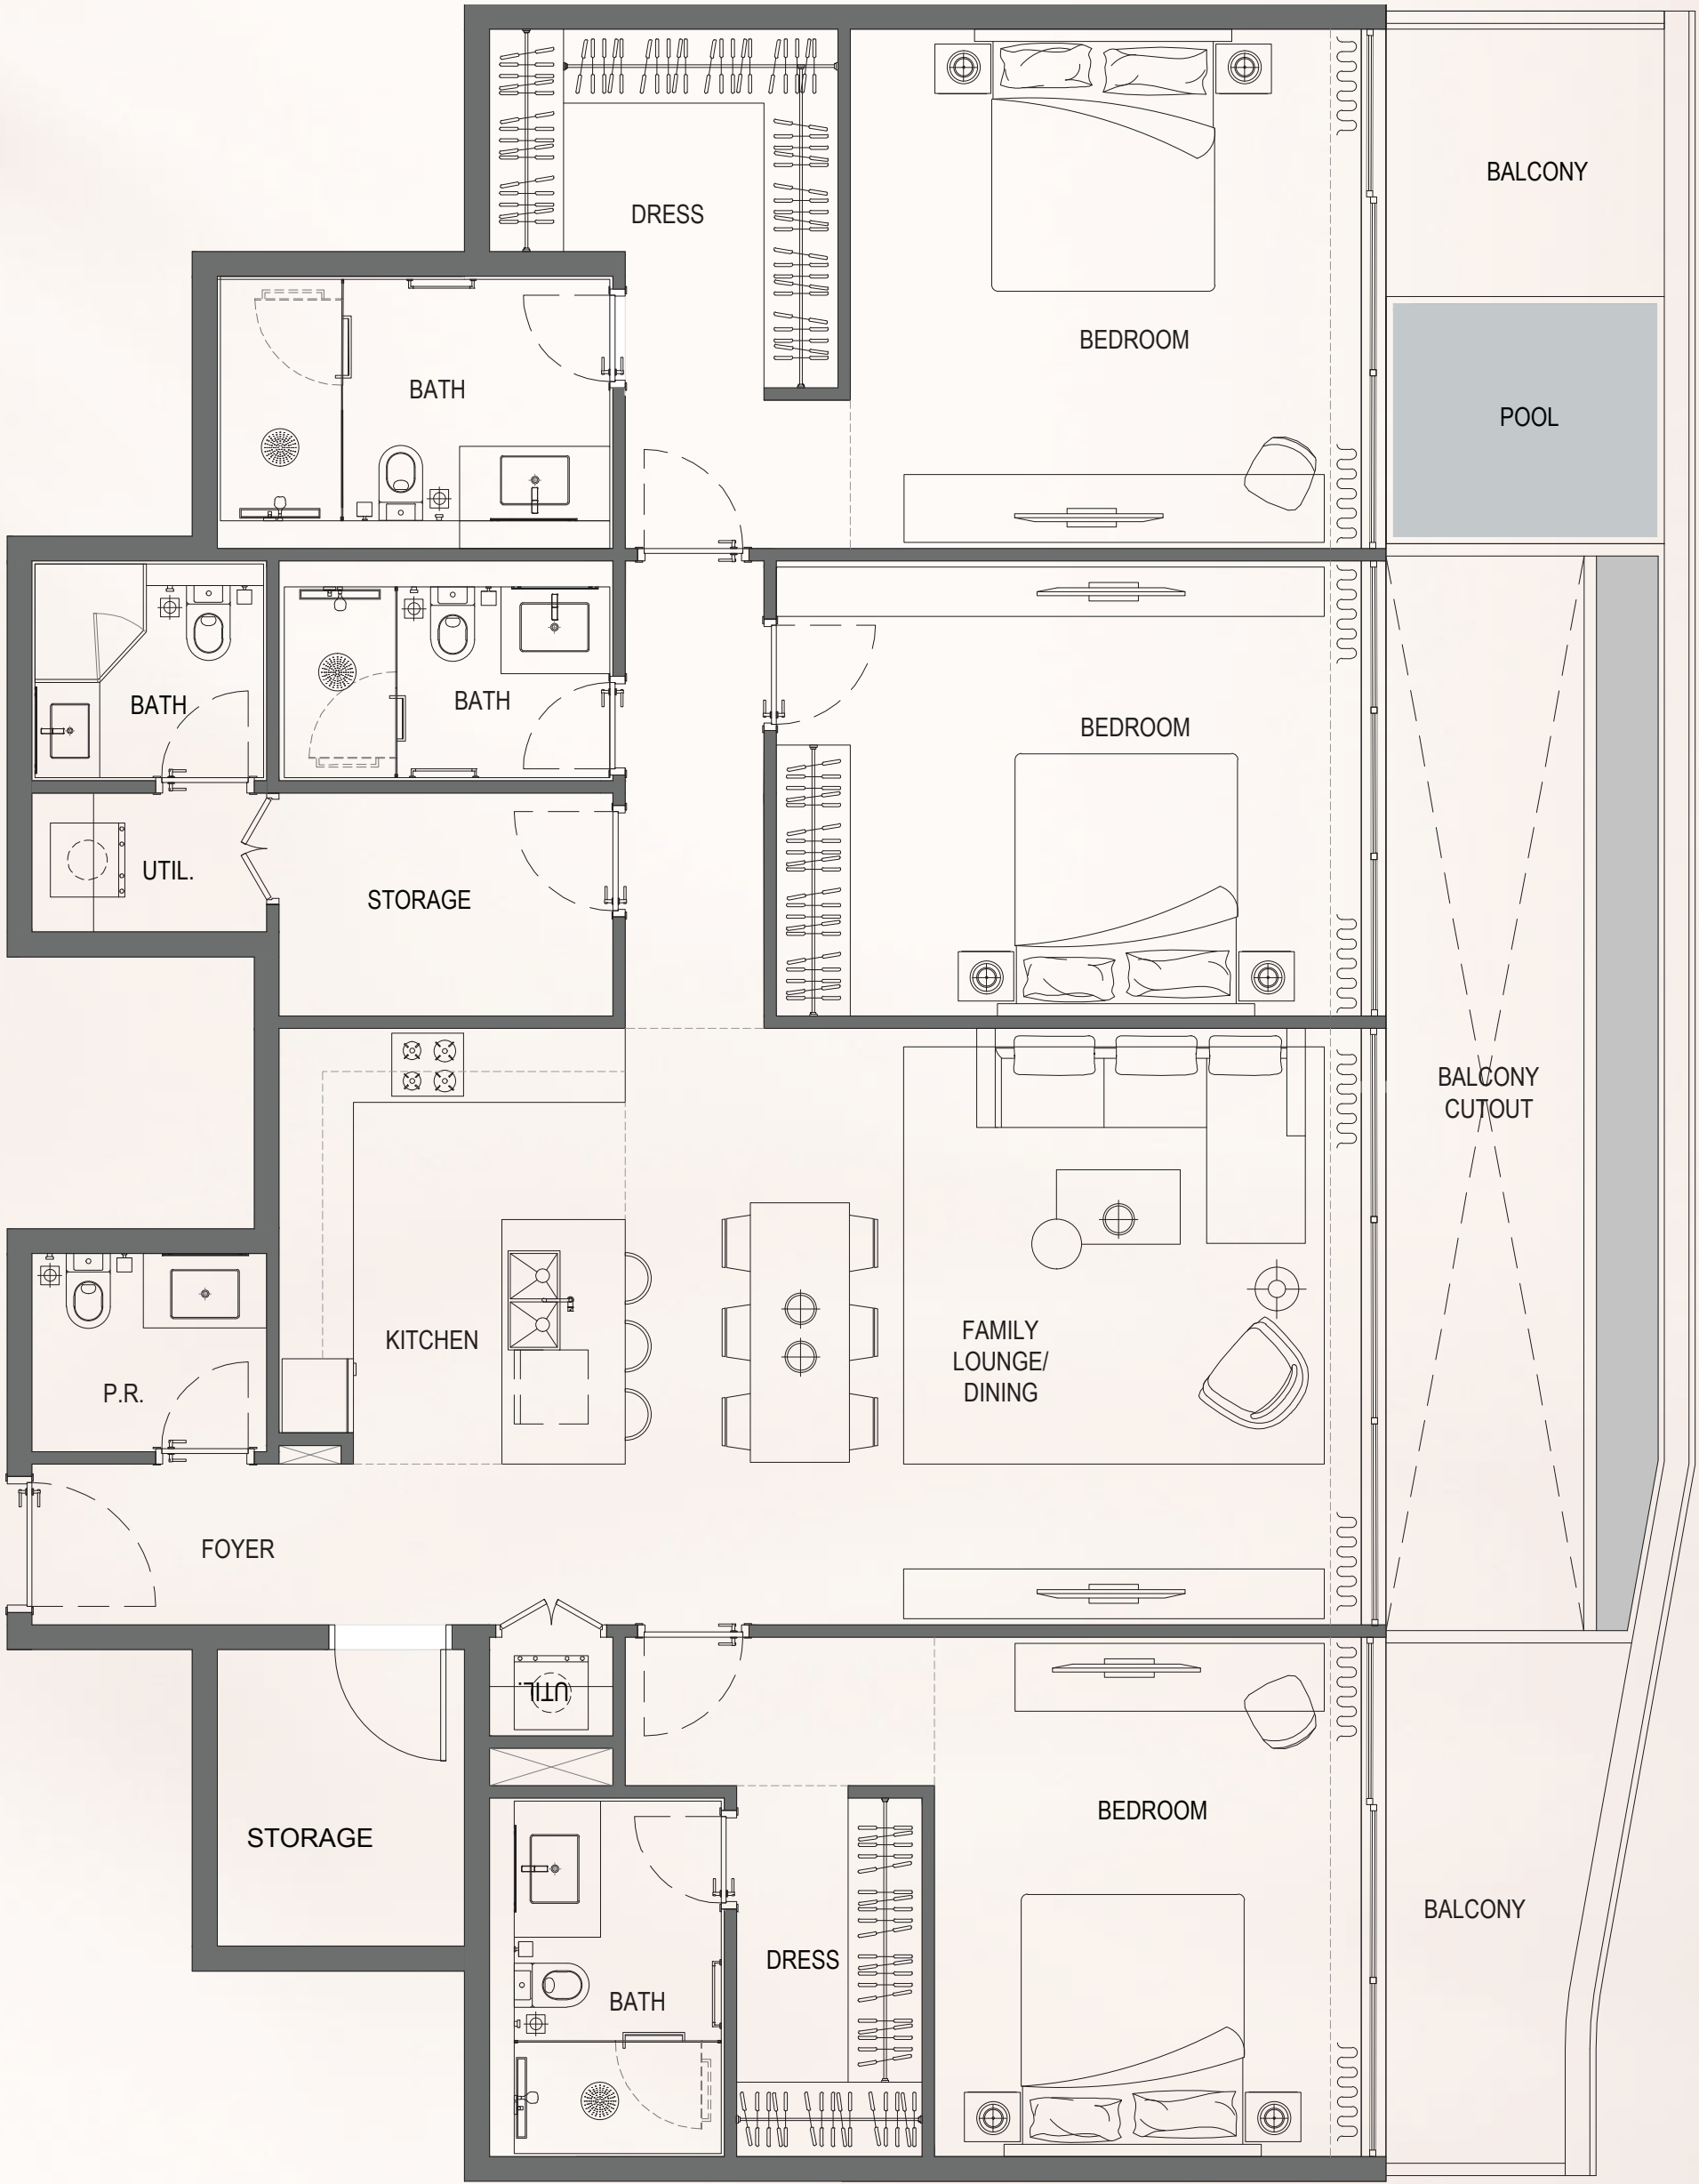 BALCONY
DRESS
BEDROOM
BATH
POOL
BATH
BATH
BEDROOM
UTIL.
STORAGE
BALCONY
CUTOUT
KITCHEN
FAMILY
LOUNGE/
DINING
P.R.
FOYER
UTIL.
BEDROOM
STORAGE
BALCONY
DRESS
BATH